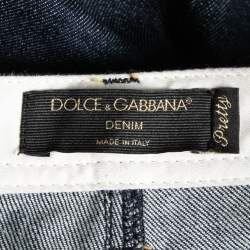 DOLCE & GABBANA®
DENIM
MADE IN ITALY
Pretty